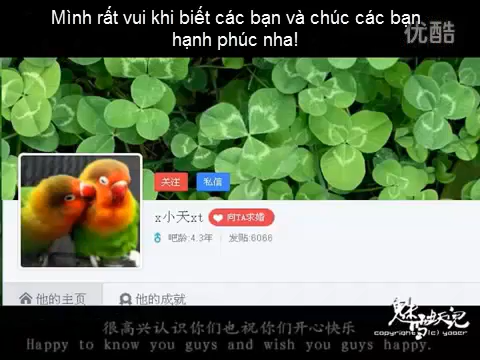 Mình rất vui khi biết các bạn và chúc các bạn
hạnh phúc nha!
优酷
关注
私信
x小天xt
向TA求婚
吧龄:4.3年
发贴:6066
他的主页
他的成就
很高兴认识你们也祝你们开心快乐
copyright (c) yaoer
Happy to know you guys and wish you guys happy.